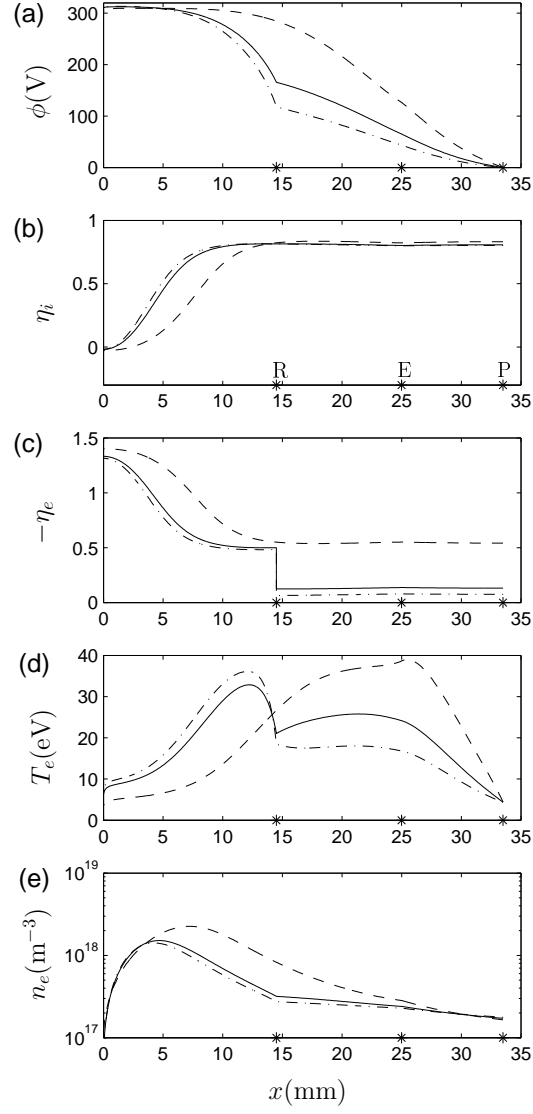 (a)
300
200
100
0
ϕ(V)
0 5 10 15 20 25 30 35
(b)
1
0.5
0
η_i
R E P
0 5 10 15 20 25 30 35
(c)
1.5
1
0.5
0
−η_e
0 5 10 15 20 25 30 35
(d)
40
30
20
10
0
T_e(eV)
0 5 10 15 20 25 30 35
(e)
10^19
10^18
10^17
n_e(m^−3)
0 5 10 15 20 25 30 35
x(mm)